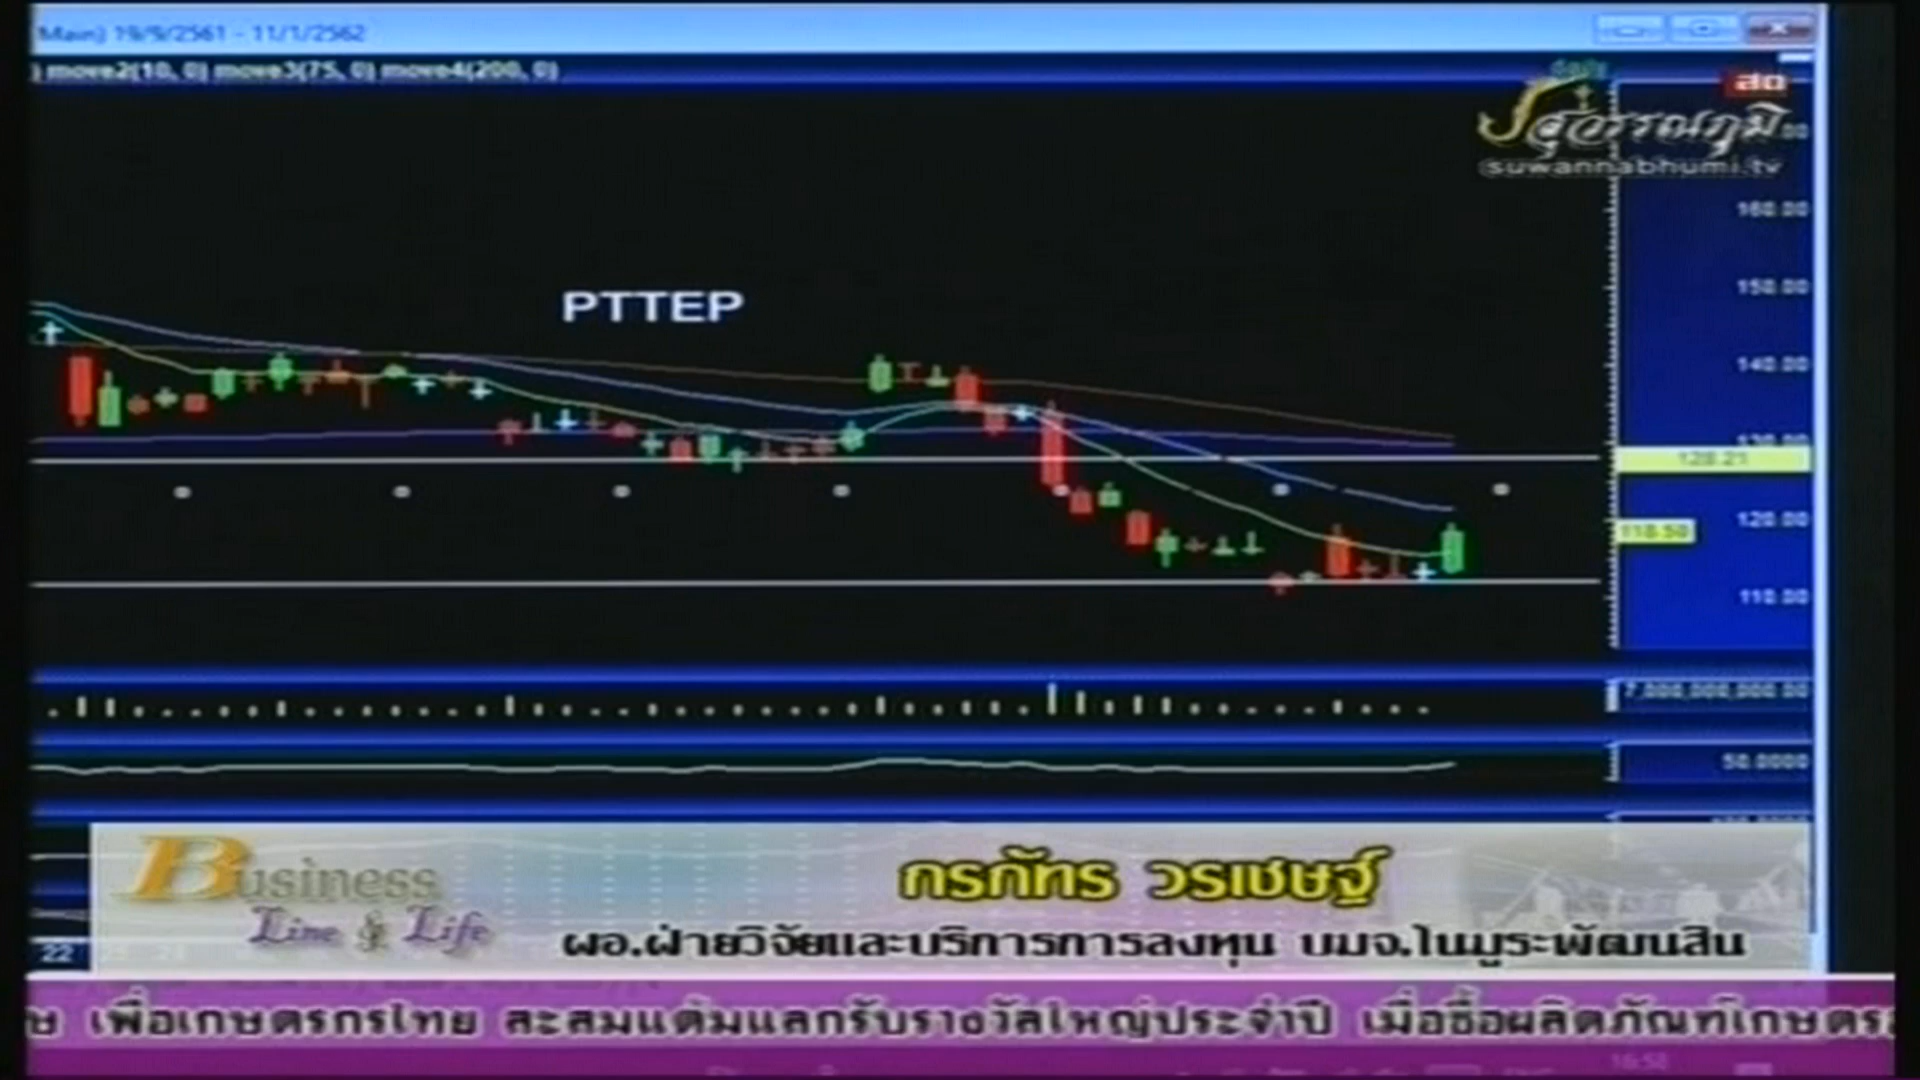 Main) 19/9/2561 - 11/1/2562
) move2(10, 0) move3(75, 0) move4(200, 0)
สด
สุวรรณภูมิ
suwannabhumi.tv
160.00
150.00
PTTEP
140.00
130.00
128.21
120.00
118.50
110.00
7,000,000,000.00
50.0000
Business
Line & Life
กรภัทร วรเชษฐ์
ผอ.ฝ่ายวิจัยและบริการการลงทุน บมจ.โนมูระพัฒนสิน
22
ษ เพื่อเกษตรกรไทย สะสมแต้มแลกรับรางวัลใหญ่ประจำปี เมื่อซื้อผลิตภัณฑ์เกษตร
16:50